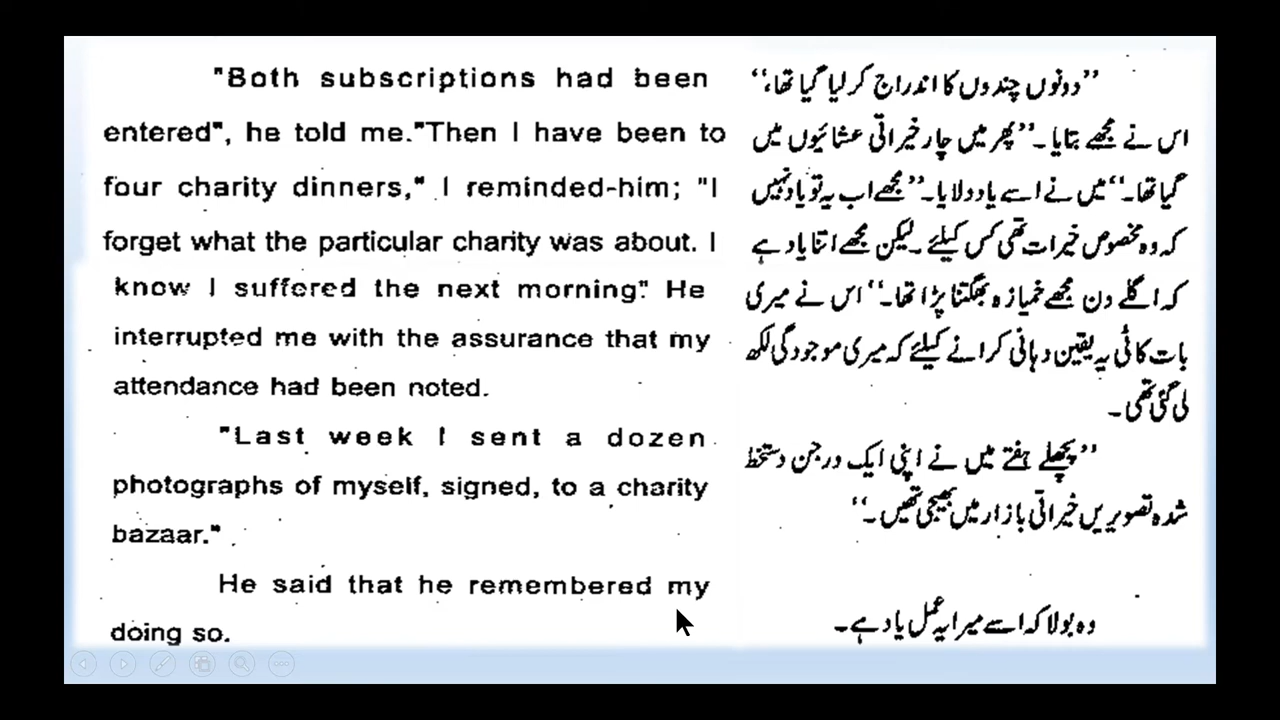 "Both subscriptions had been
entered", he told me."Then I have been to
four charity dinners," I reminded-him; "I
forget what the particular charity was about. I
know I suffered the next morning". He
interrupted me with the assurance that my
attendance had been noted.
"Last week I sent a dozen
photographs of myself, signed, to a charity
bazaar."
He said that he remembered my
doing so.
”دونوں چندوں کا اندراج کر لیا گیا تھا،“
اس نے مجھے بتایا۔ ”پھر میں چار خیراتی عشائیوں میں
گیا تھا۔“ میں نے اسے یاد دلایا۔ ”مجھے اب یہ تو یاد نہیں
کہ وہ مخصوص خیرات تھی کس کیلئے۔ لیکن مجھے اتنا یاد ہے
کہ اگلے دن مجھے خمیازہ بھگتنا پڑا تھا۔“ اس نے میری
بات کاٹی یہ یقین دہانی کرانے کیلئے کہ میری موجودگی لکھ
لی گئی تھی۔
”پچھلے ہفتے میں نے اپنی ایک درجن دستخط
شدہ تصویریں خیراتی بازار میں بھیجی تھیں۔“
وہ بولا کہ اسے میرا یہ عمل یاد ہے۔